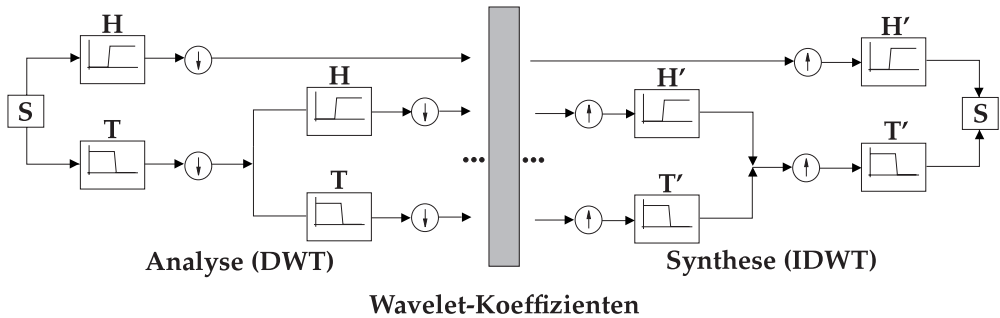 H
H′
H
H′
S
S
T
T′
T
T′
Analyse (DWT)
Synthese (IDWT)
Wavelet-Koeffizienten